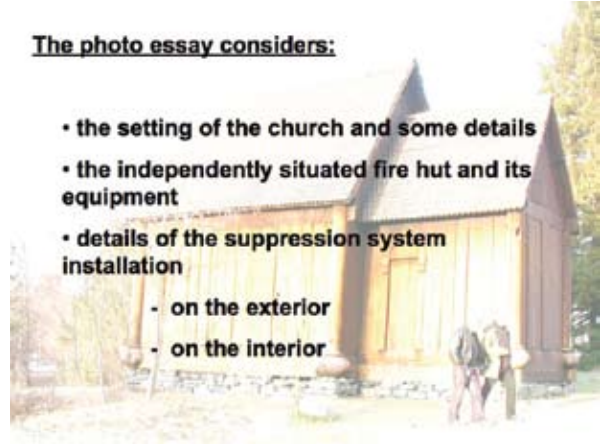 The photo essay considers:
• the setting of the church and some details
• the independently situated fire hut and its
equipment
• details of the suppression system
installation
- on the exterior
- on the interior